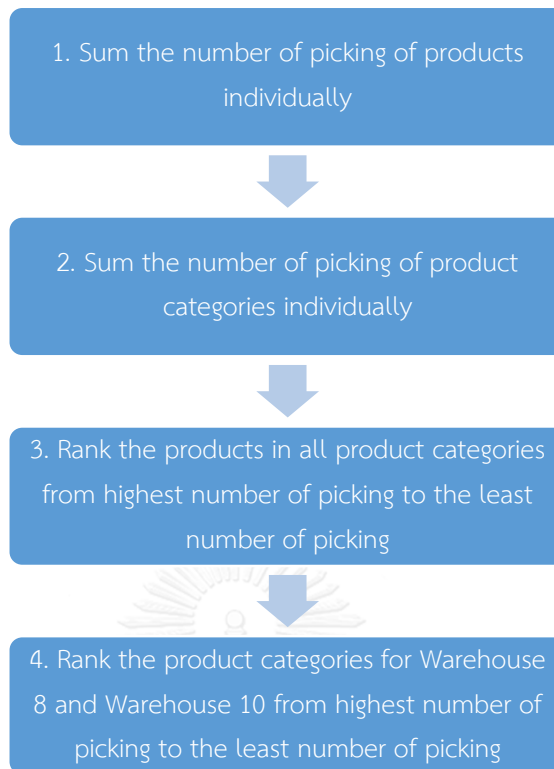 1. Sum the number of picking of products
individually
2. Sum the number of picking of product
categories individually
3. Rank the products in all product categories
from highest number of picking to the least
number of picking
4. Rank the product categories for Warehouse
8 and Warehouse 10 from highest number of
picking to the least number of picking